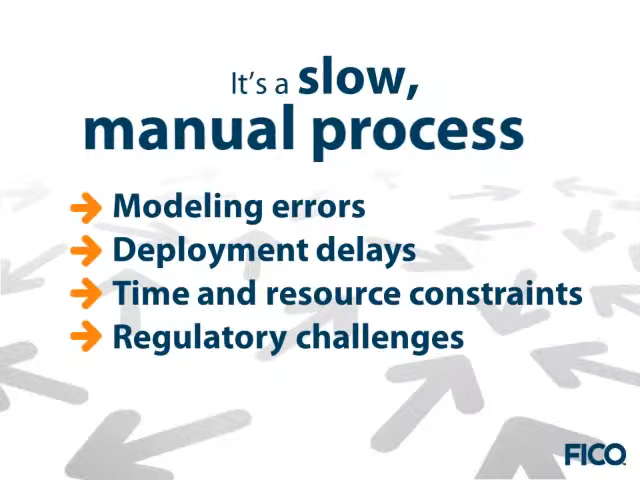 It's a slow,
manual process
Modeling errors
Deployment delays
Time and resource constraints
Regulatory challenges
FICO